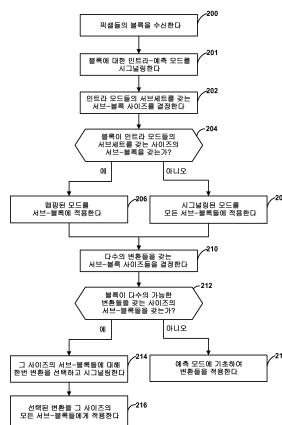 200
픽셀들의 블록을 수신한다
201
블록에 대한 인트라-예측 모드를
시그널링한다
202
인트라 모드들의 서브세트를 갖는
서브-블록 사이즈를 결정한다
204
블록이 인트라 모드들의
서브세트를 갖는 사이즈의
서브-블록을 갖는가?
예
아니오
206
맵핑된 모드를
서브-블록에 적용한다
20
시그널링된 모드를
모든 서브-블록들에 적용한다
210
다수의 변환들을 갖는
서브-블록 사이즈들을 결정한다
212
블록이 다수의 가능한
변환들을 갖는 사이즈의
서브-블록들을 갖는가?
예
아니오
214
그 사이즈의 서브-블록들에 대해
한번 변환을 선택하고 시그널링한다
21
예측 모드에 기초하여
변환들을 적용한다
216
선택된 변환을 그 사이즈의
모든 서브-블록들에게 적용한다